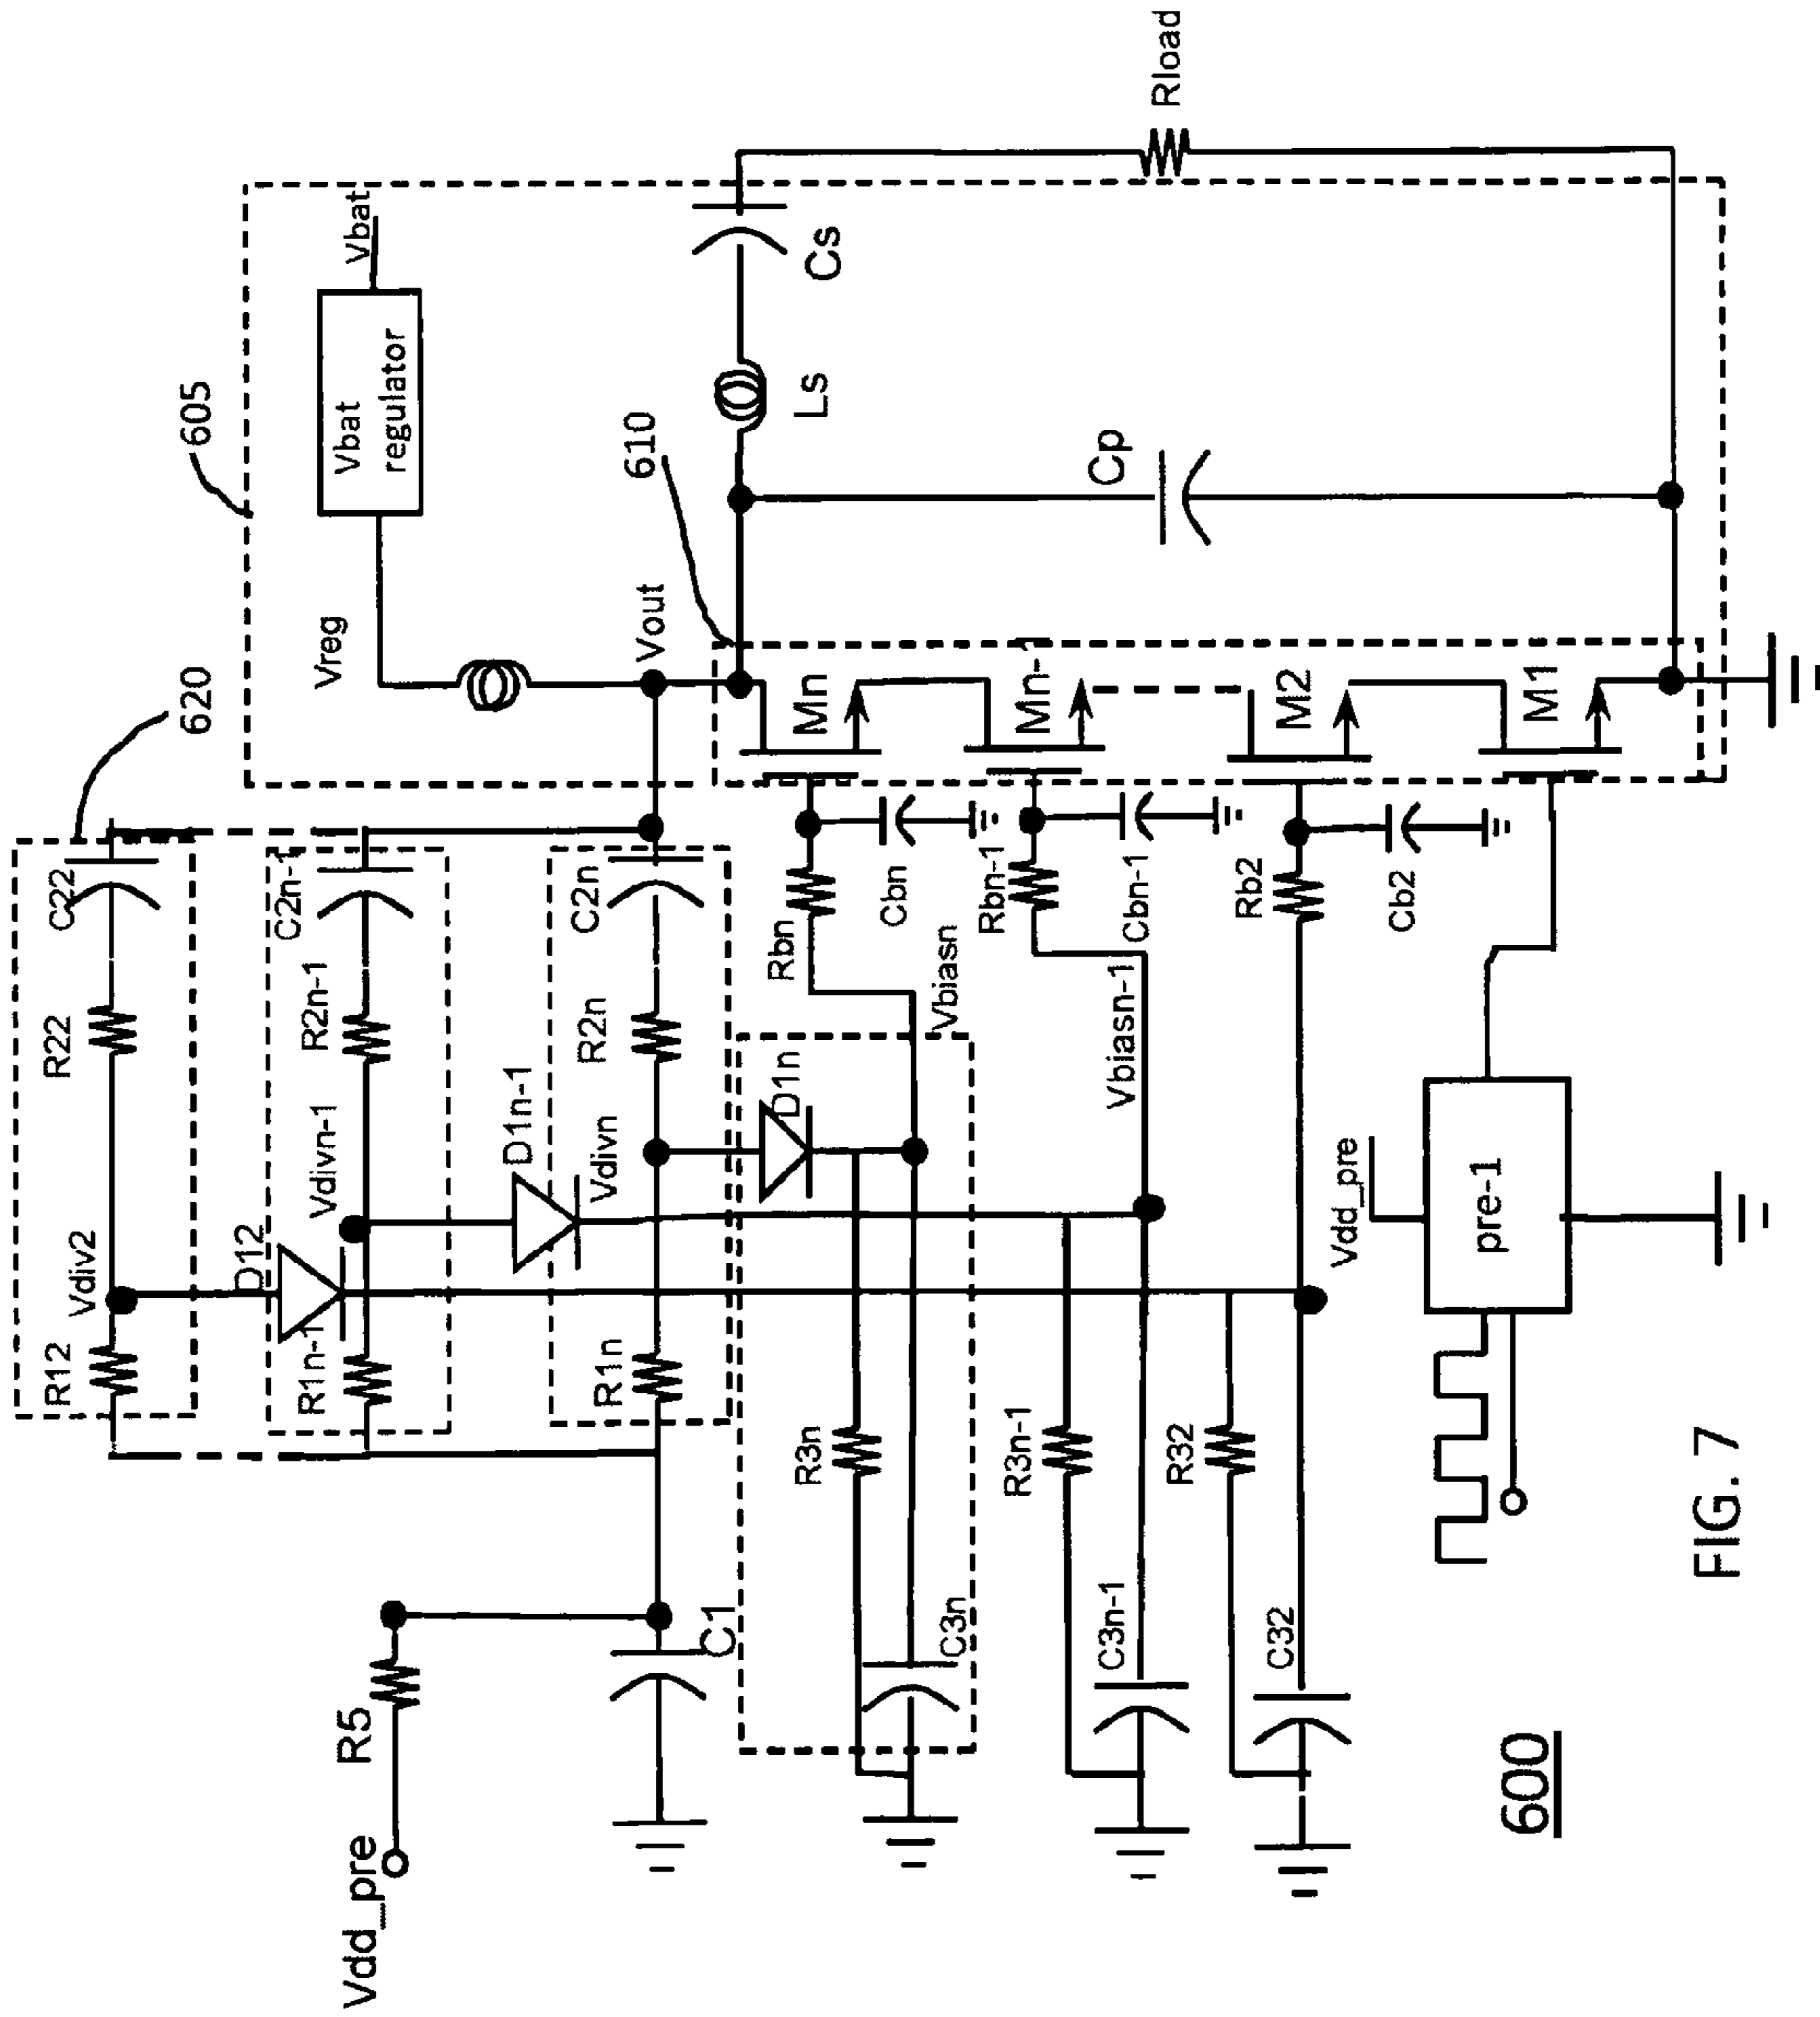 605
Vbat
Vbat
regulator
620
Vreg
C22
R22
Vdiv2
R12
D12
C2n-1
R2n-1
Vdivn-1
R1n-1
D1n-1
Vout
610
Ls
Cs
Rload
C2n
R2n
Vdivn
R1n
Vdd_pre
R5
C1
Cp
Mn
Mn-1
M2
M1
Rbn
Cbn
Vbiasn
D1n
R3n
C3n
Rbn-1
Cbn-1
Vbiasn-1
R3n-1
C3n-1
Rb2
Cb2
R32
C32
Vdd_pre
pre-1
600
FIG. 7